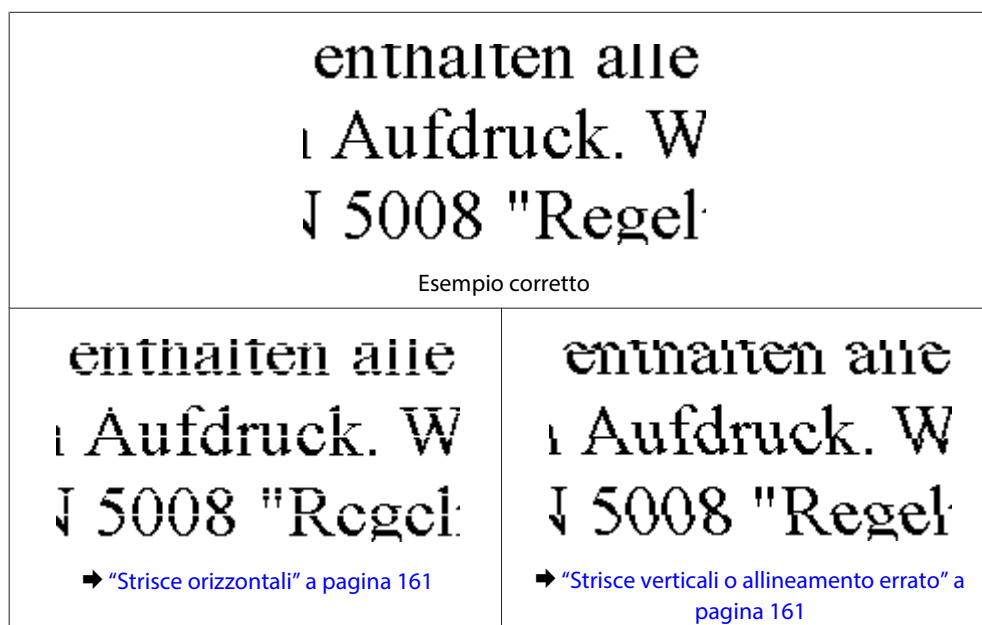 enthalten alle
Aufdruck. W
5008 "Regel
Esempio corretto
enthalten alle
Aufdruck. W
N 5008 "Regel
➡ “Strisce orizzontali” a pagina 161
enthalten alle
Aufdruck. W
5008 "Regel
➡ “Strisce verticali o allineamento errato” a
pagina 161